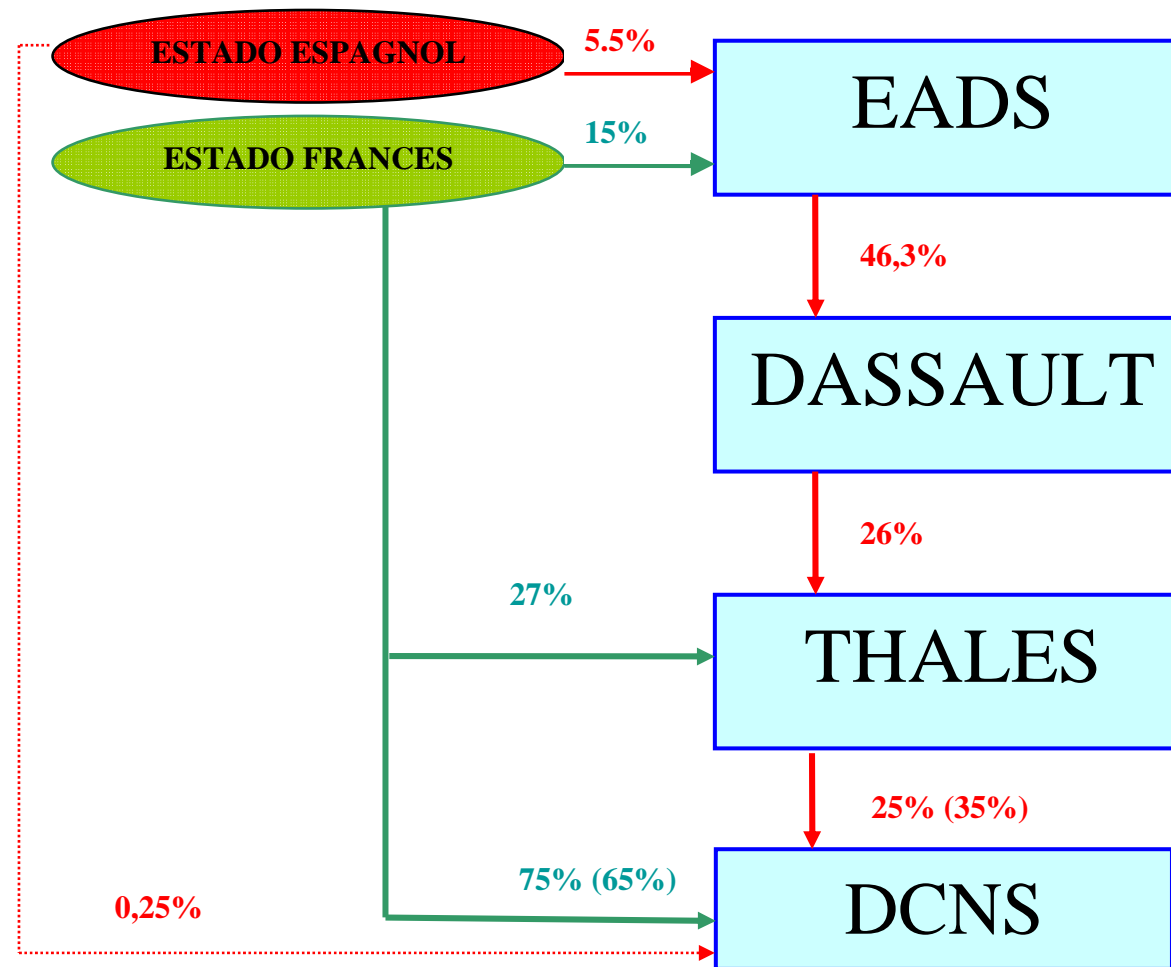 ESTADO ESPAGNOL
5.5%
EADS
ESTADO FRANCES
15%
46,3%
DASSAULT
26%
27%
THALES
25% (35%)
75% (65%)
0,25%
DCNS